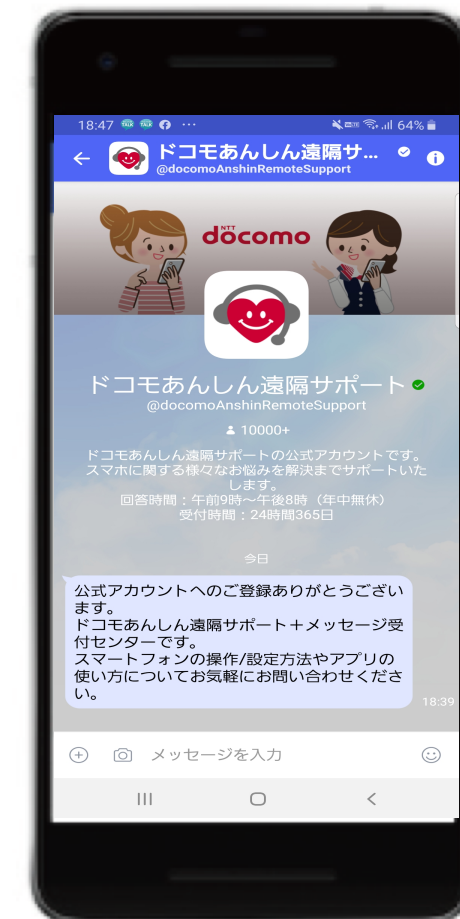 18:47 64%
ドコモあんしん遠隔サ...
@docomoAnshinRemoteSupport
NTT
döcomo
ドコモあんしん遠隔サポート
@docomoAnshinRemoteSupport
10000+
ドコモあんしん遠隔サポートの公式アカウントです。
スマホに関する様々なお悩みを解決までサポートいた
します。
回答時間：午前9時～午後8時（年中無休）
受付時間：24時間365日
今日
公式アカウントへのご登録ありがとうござい
ます。
ドコモあんしん遠隔サポート＋メッセージ受
付センターです。
スマートフォンの操作/設定方法やアプリの
使い方についてお気軽にお問い合わせくださ
い。
18:39
メッセージを入力